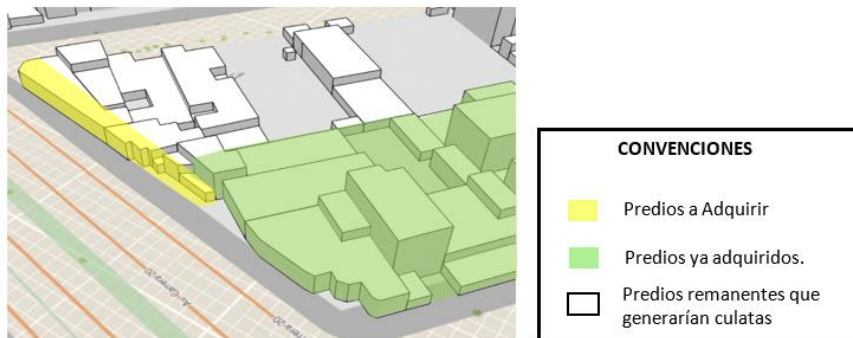 CONVENCIONES
Predios a Adquirir
Predios ya adquiridos.
Predios remanentes que
generarían culatas